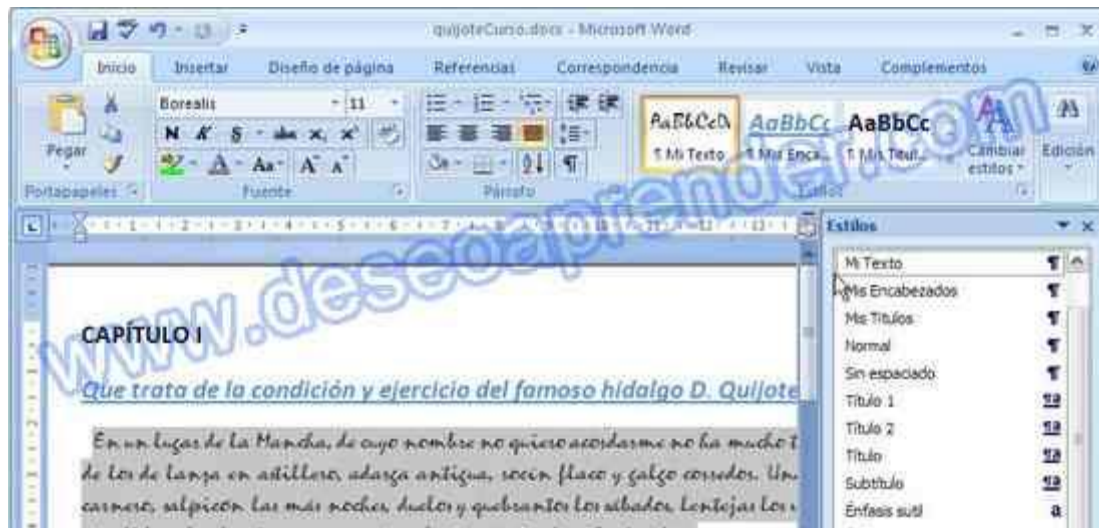 quijoteCurso.docx - Microsoft Word
Inicio Insertar Diseño de página Referencias Correspondencia Revisar Vista Complementos
Borealis 11
Pegar N K S abc x, x² Aa A A
AaBbCcD AaBbCc AaBbCc
¶ Mi Texto ¶ Mis Enca... ¶ Mis Títul... Cambiar estilos Edición
Portapapeles Fuente Párrafo Estilos
www.deseoaprender.com
Estilos
Mi Texto
Mis Encabezados
Mis Títulos
Normal
Sin espaciado
Título 1
Título 2
Título
Subtítulo
Énfasis sutil
CAPÍTULO I
Que trata de la condición y ejercicio del famoso hidalgo D. Quijote
En un lugar de la Mancha, de cuyo nombre no quiero acordarme no ha mucho t
de los de lanza en astillero, adarga antigua, rocín flaco y galgo corredor. Un
carnero, salpicón las más noches, duelos y quebrantos los sábados, lentejas los v